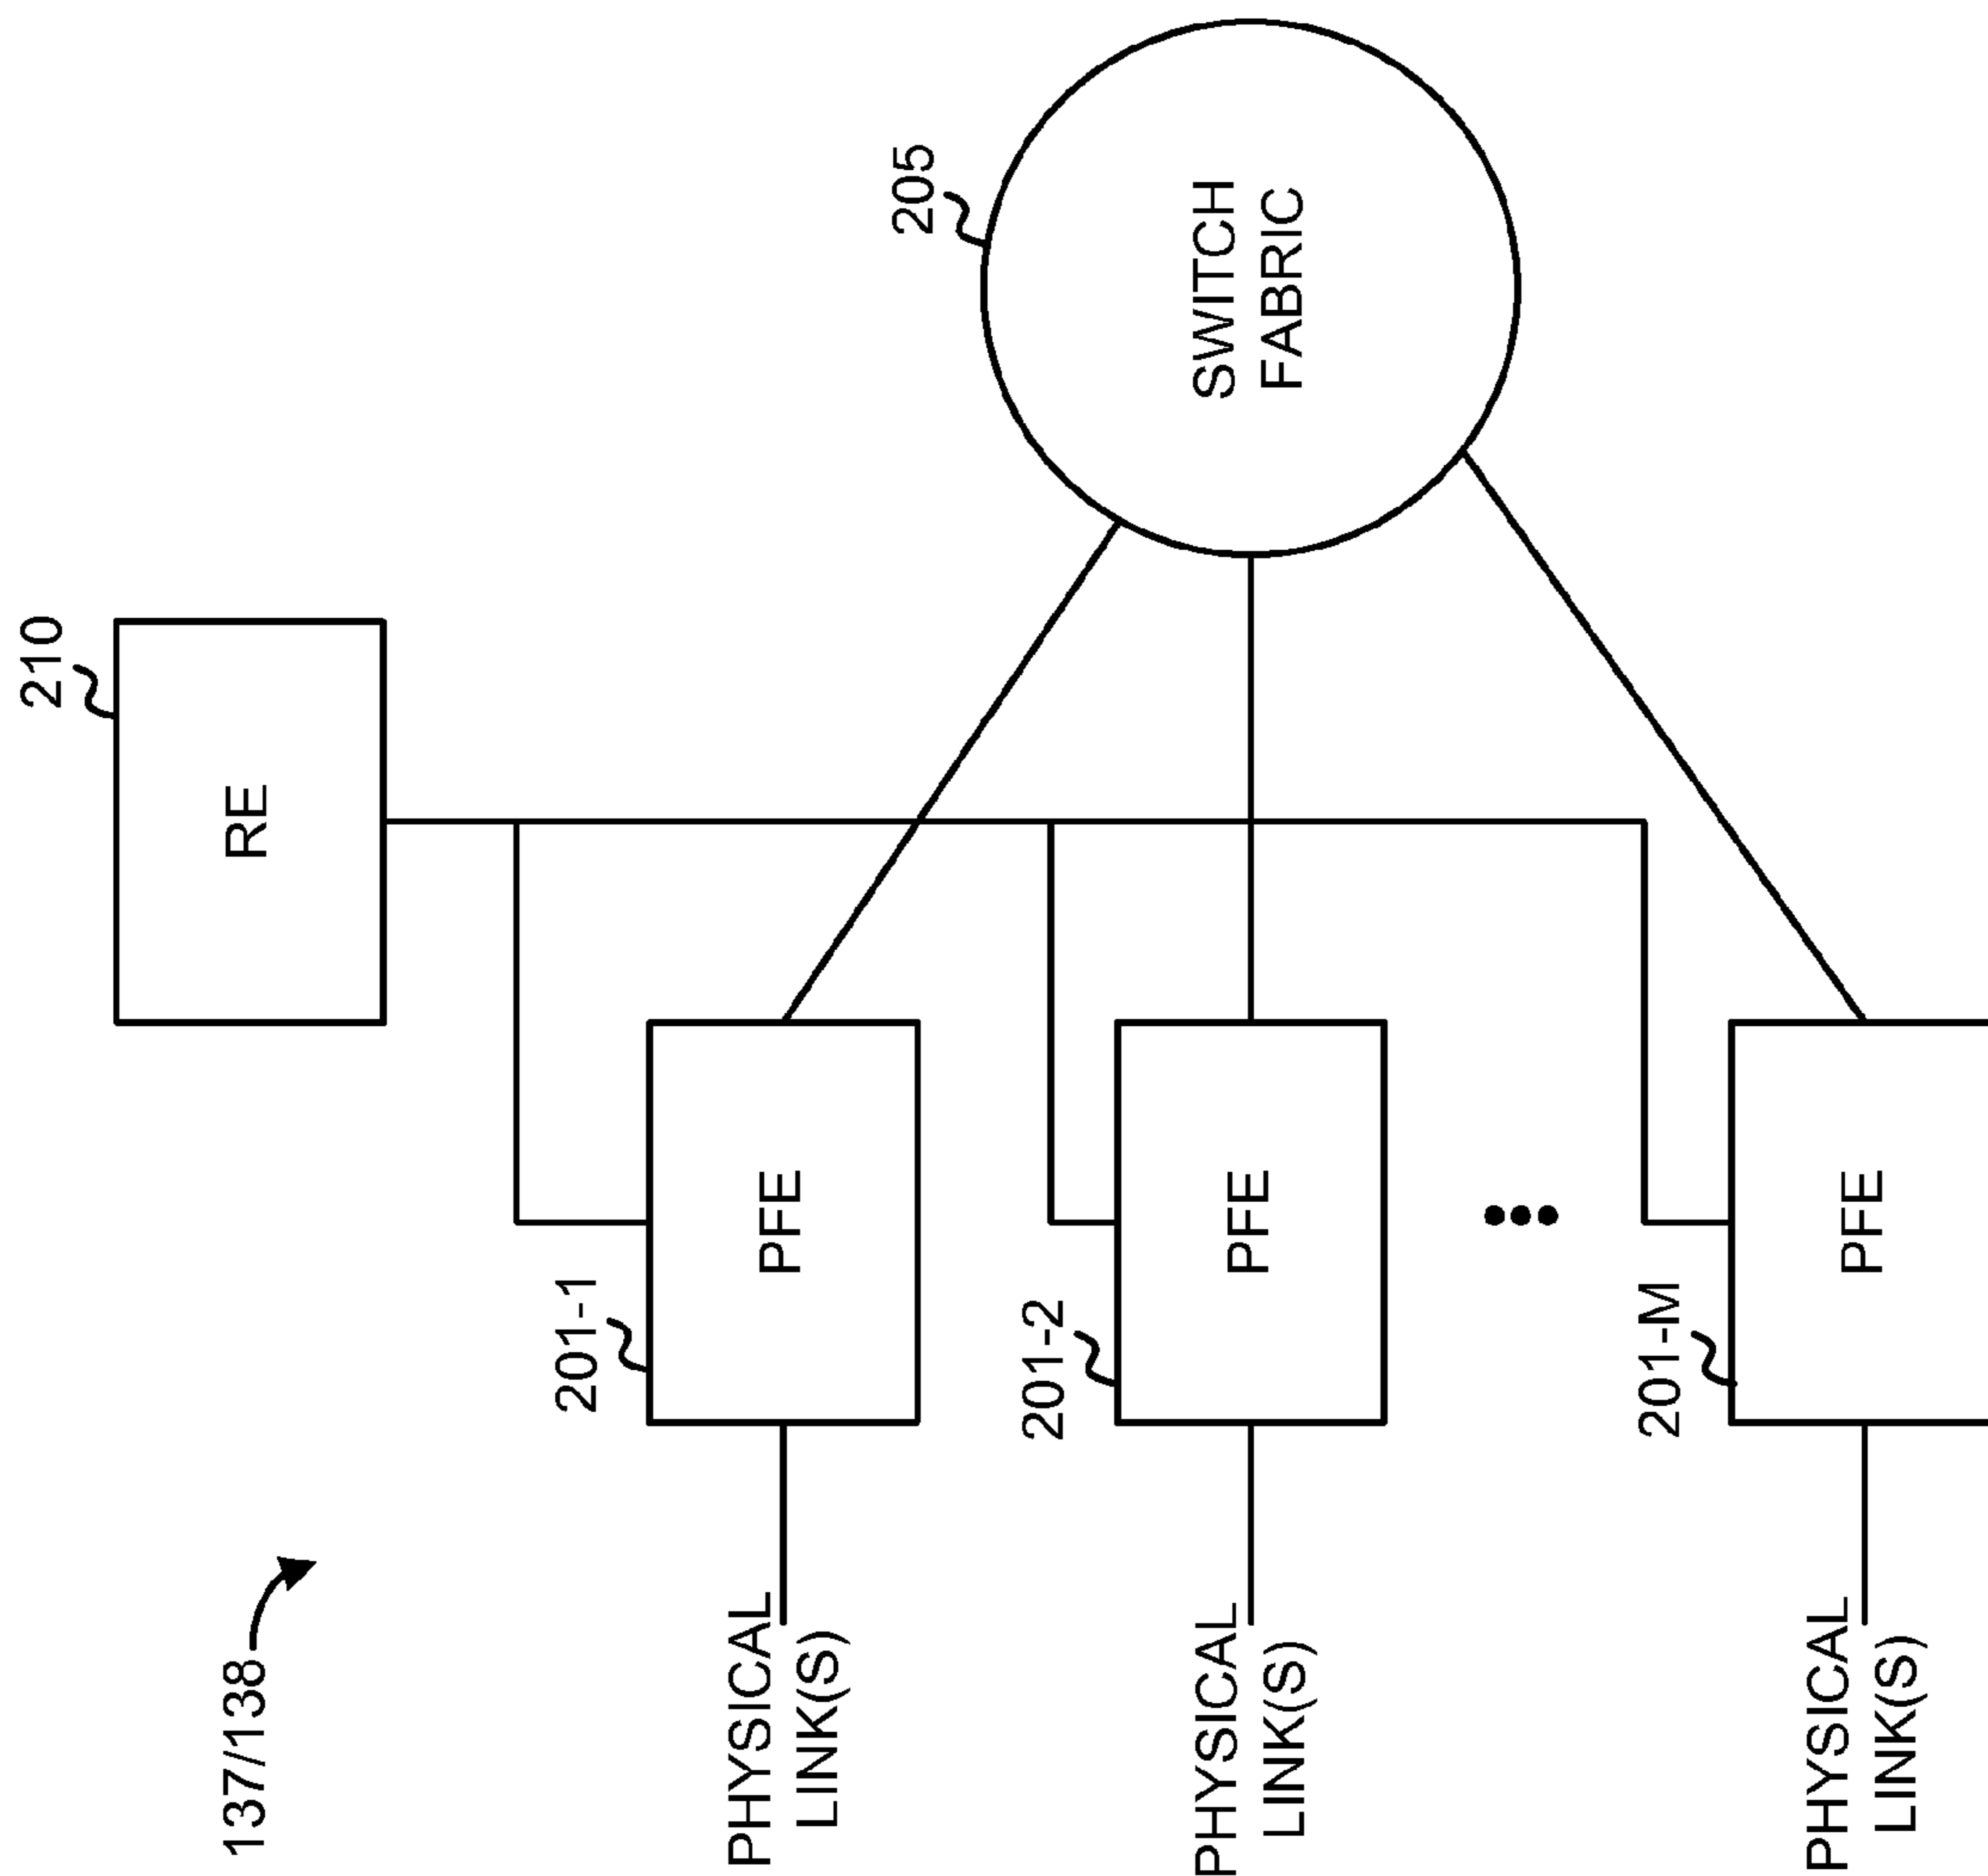 137/138
210
RE
205
SWITCH
FABRIC
201-1
PFE
PHYSICAL
LINK(S)
201-2
PFE
PHYSICAL
LINK(S)
201-M
PFE
PHYSICAL
LINK(S)